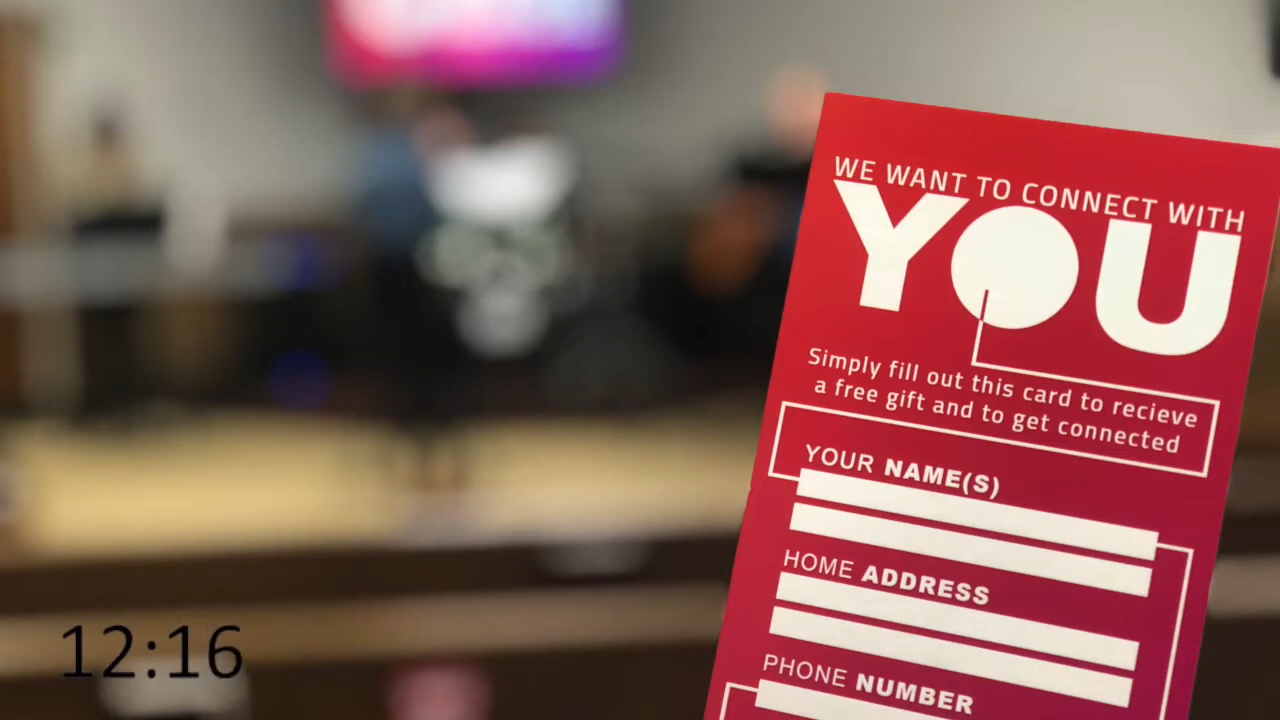 WE WANT TO CONNECT WITH
YOU
Simply fill out this card to recieve
a free gift and to get connected
YOUR NAME(S)
HOME ADDRESS
PHONE NUMBER
12:16